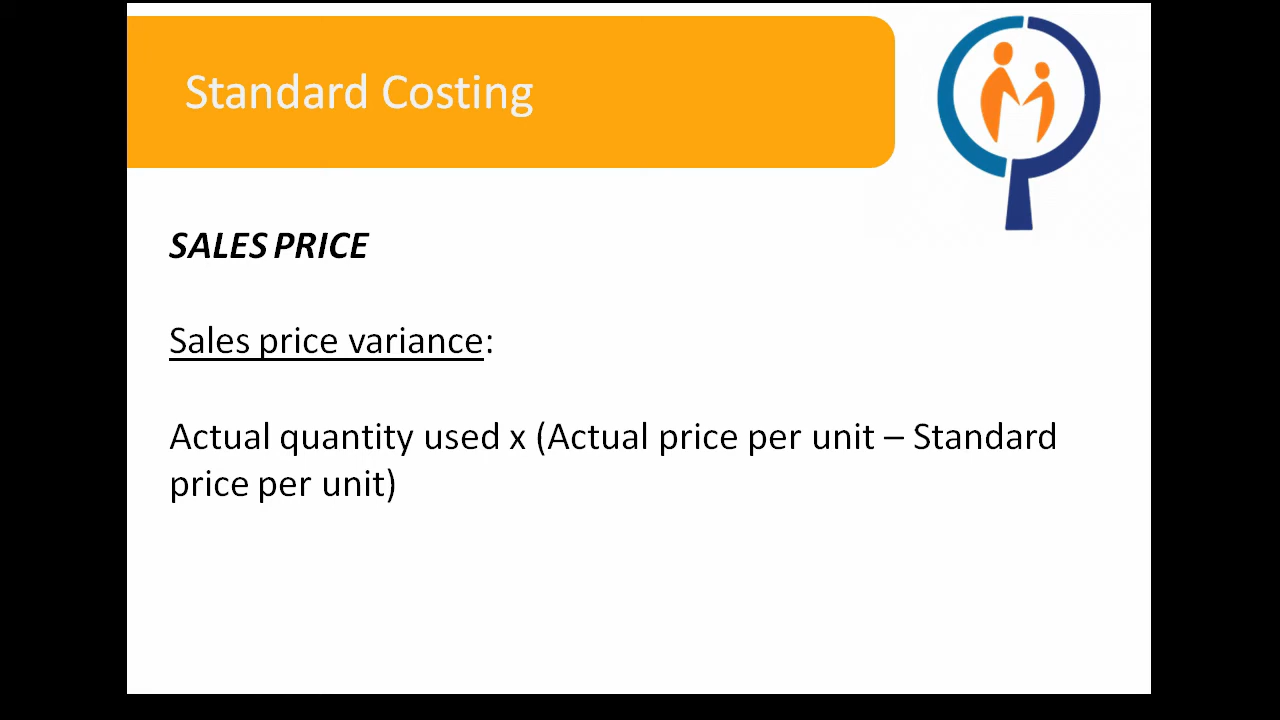 Standard Costing
SALES PRICE
Sales price variance:
Actual quantity used x (Actual price per unit – Standard
price per unit)